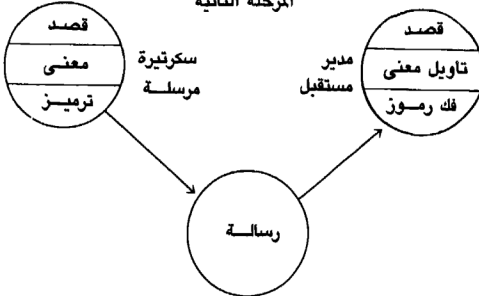 المرحلة الثانية
قصد
معنى
ترميز
سكرتيرة
مرسلة
مدير
مستقبل
قصد
تاويل معنى
فك رموز
رسالة